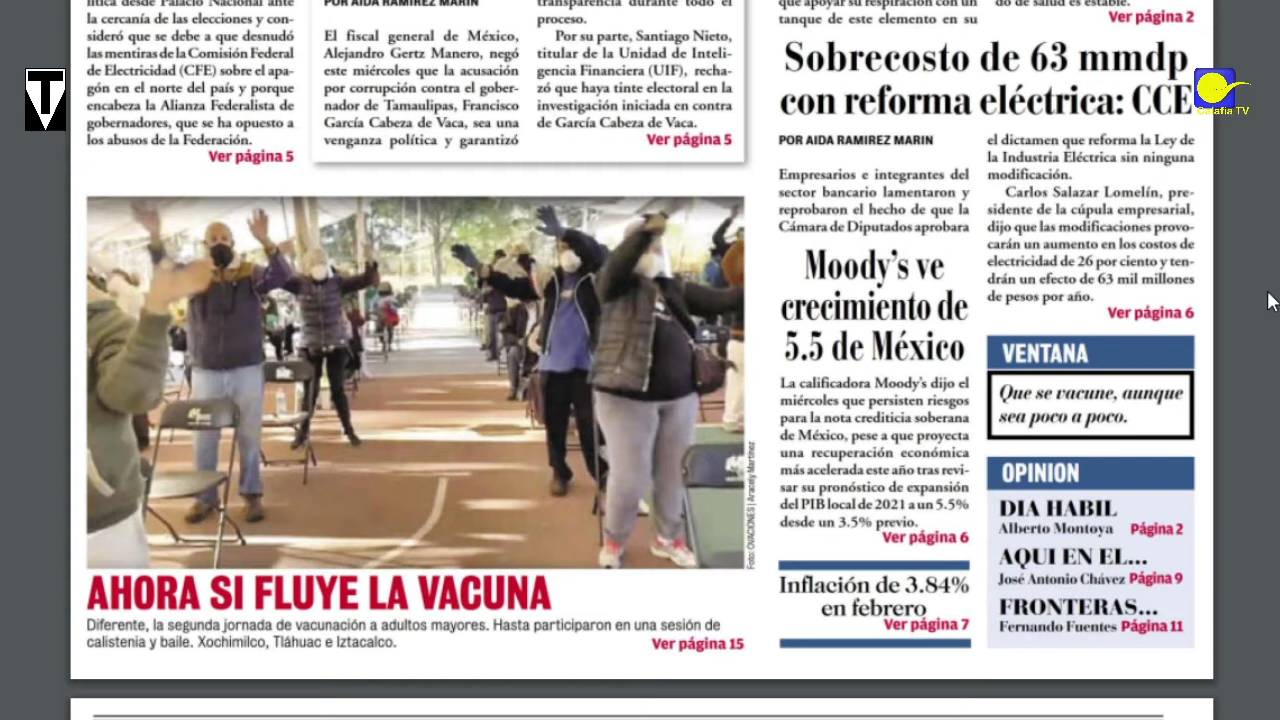 T
lítica desde Palacio Nacional ante
la cercanía de las elecciones y con-
sideró que se debe a que desnudó
las mentiras de la Comisión Federal
de Electricidad (CFE) sobre el apa-
gón en el norte del país y porque
encabeza la Alianza Federalista de
gobernadores, que se ha opuesto a
los abusos de la Federación.
Ver página 5
POR AIDA RAMIREZ MARIN
El fiscal general de México,
Alejandro Gertz Manero, negó
este miércoles que la acusación
por corrupción contra el gober-
nador de Tamaulipas, Francisco
García Cabeza de Vaca, sea una
venganza política y garantizó
transparencia durante todo el
proceso.
Por su parte, Santiago Nieto,
titular de la Unidad de Inteli-
gencia Financiera (UIF), recha-
zó que haya tinte electoral en la
investigación iniciada en contra
de García Cabeza de Vaca.
Ver página 5
Foto: OVACIONES | Aracely Martínez
AHORA SI FLUYE LA VACUNA
Diferente, la segunda jornada de vacunación a adultos mayores. Hasta participaron en una sesión de
calistenia y baile. Xochimilco, Tláhuac e Iztacalco.
Ver página 15
que apoyar su respiración con un
tanque de este elemento en su
do de salud es estable.
Ver página 2
Sobrecosto de 63 mmdp
con reforma eléctrica: CCE
Calafia TV
POR AIDA RAMIREZ MARIN
Empresarios e integrantes del
sector bancario lamentaron y
reprobaron el hecho de que la
Cámara de Diputados aprobara
el dictamen que reforma la Ley de
la Industria Eléctrica sin ninguna
modificación.
Carlos Salazar Lomelín, pre-
sidente de la cúpula empresarial,
dijo que las modificaciones provo-
carán un aumento en los costos de
electricidad de 26 por ciento y ten-
drán un efecto de 63 mil millones
de pesos por año.
Ver página 6
Moody's ve
crecimiento de
5.5 de México
La calificadora Moody's dijo el
miércoles que persisten riesgos
para la nota crediticia soberana
de México, pese a que proyecta
una recuperación económica
más acelerada este año tras revi-
sar su pronóstico de expansión
del PIB local de 2021 a un 5.5%
desde un 3.5% previo.
Ver página 6
Inflación de 3.84%
en febrero
Ver página 7
VENTANA
Que se vacune, aunque
sea poco a poco.
OPINION
DIA HABIL
Alberto Montoya Página 2
AQUI EN EL...
José Antonio Chávez Página 9
FRONTERAS...
Fernando Fuentes Página 11